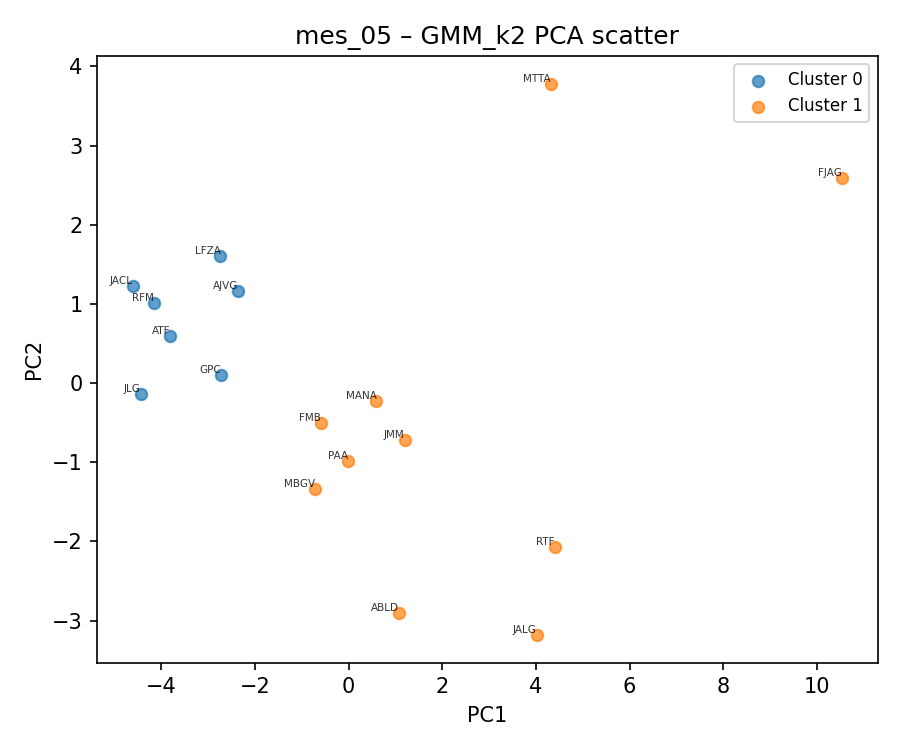 mes_05 – GMM_k2 PCA scatter
Cluster 0
Cluster 1
MTTA
FJAG
LFZA
JACL
AJVG
RFM
ATF
GPC
JLG
MANA
FMB
JMM
PAA
MBGV
RTF
ABLD
JALG
4
3
2
1
0
−1
−2
−3
PC2
−4
−2
0
2
4
6
8
10
PC1